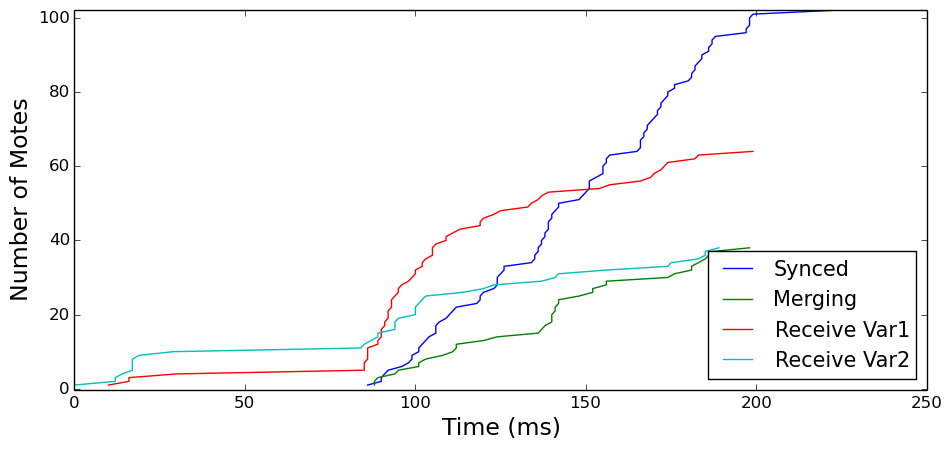 100
80
60
40
20
0
Number of Motes
0 50 100 150 200 250
Time (ms)
Synced
Merging
Receive Var1
Receive Var2